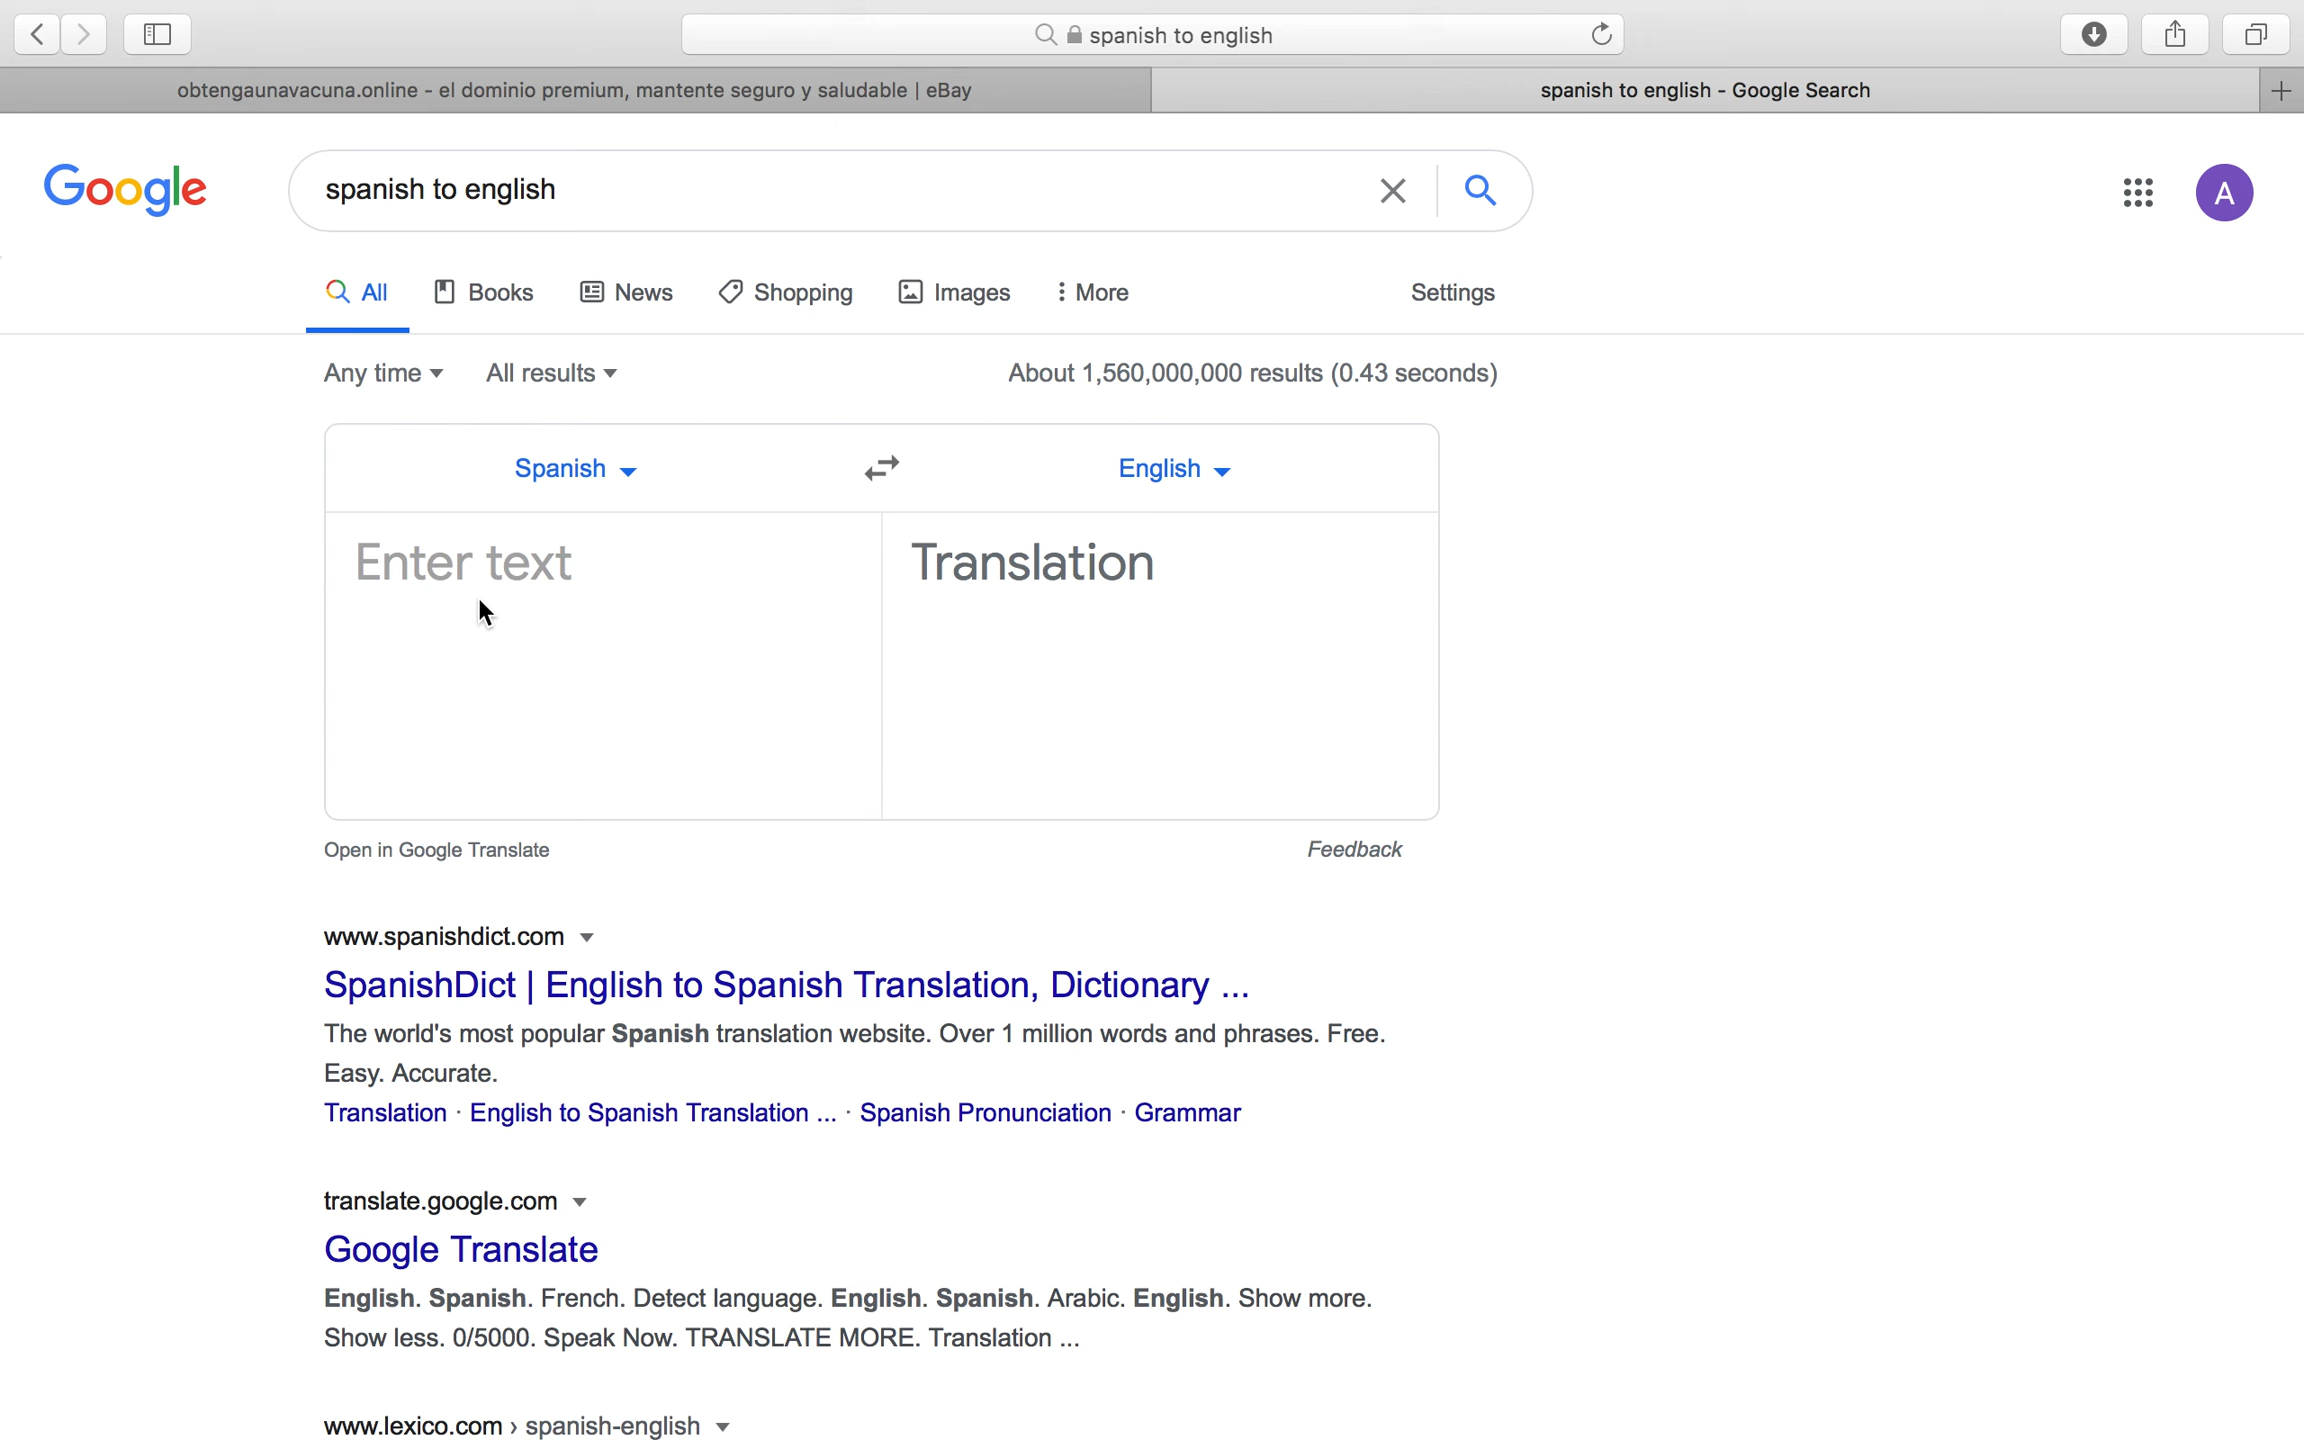 spanish to english
obtengaunavacuna.online - el dominio premium, mantente seguro y saludable | eBay
spanish to english - Google Search
Google
spanish to english
A
All
Books
News
Shopping
Images
More
Settings
Any time
All results
About 1,560,000,000 results (0.43 seconds)
Spanish
English
Enter text
Translation
Open in Google Translate
Feedback
www.spanishdict.com
SpanishDict | English to Spanish Translation, Dictionary ...
The world's most popular Spanish translation website. Over 1 million words and phrases. Free.
Easy. Accurate.
Translation · English to Spanish Translation ... · Spanish Pronunciation · Grammar
translate.google.com
Google Translate
English. Spanish. French. Detect language. English. Spanish. Arabic. English. Show more.
Show less. 0/5000. Speak Now. TRANSLATE MORE. Translation ...
www.lexico.com › spanish-english